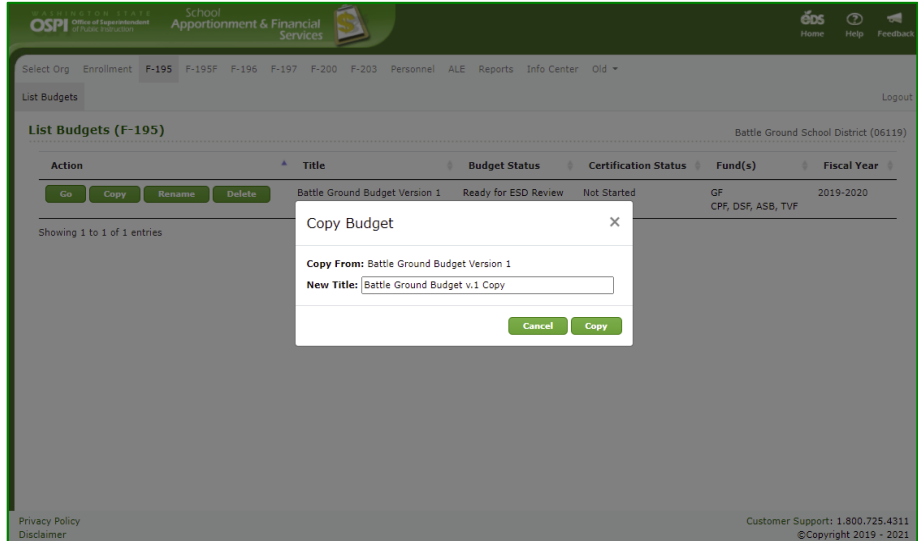 WASHINGTON STATE
OSPI Office of Superintendent of Public Instruction
School
Apportionment & Financial
Services
éDS
Home Help Feedback
Select Org Enrollment F-195 F-195F F-196 F-197 F-200 F-203 Personnel ALE Reports Info Center Old
List Budgets Logout
List Budgets (F-195) Battle Ground School District (06119)
Action Title Budget Status Certification Status Fund(s) Fiscal Year
Go Copy Rename Delete Battle Ground Budget Version 1 Ready for ESD Review Not Started GF 2019-2020
CPF, DSF, ASB, TVF
Showing 1 to 1 of 1 entries
Copy Budget ×
Copy From: Battle Ground Budget Version 1
New Title: Battle Ground Budget v.1 Copy
Cancel Copy
Privacy Policy Customer Support: 1.800.725.4311
Disclaimer ©Copyright 2019 - 2021